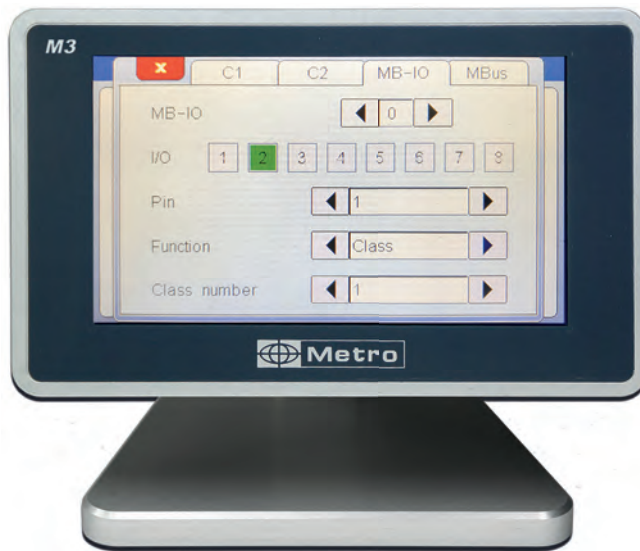 M3
x C1 C2 MB-IO MBus
MB-IO 0
I/O 1 2 3 4 5 6 7 8
Pin 1
Function Class
Class number 1
Metro